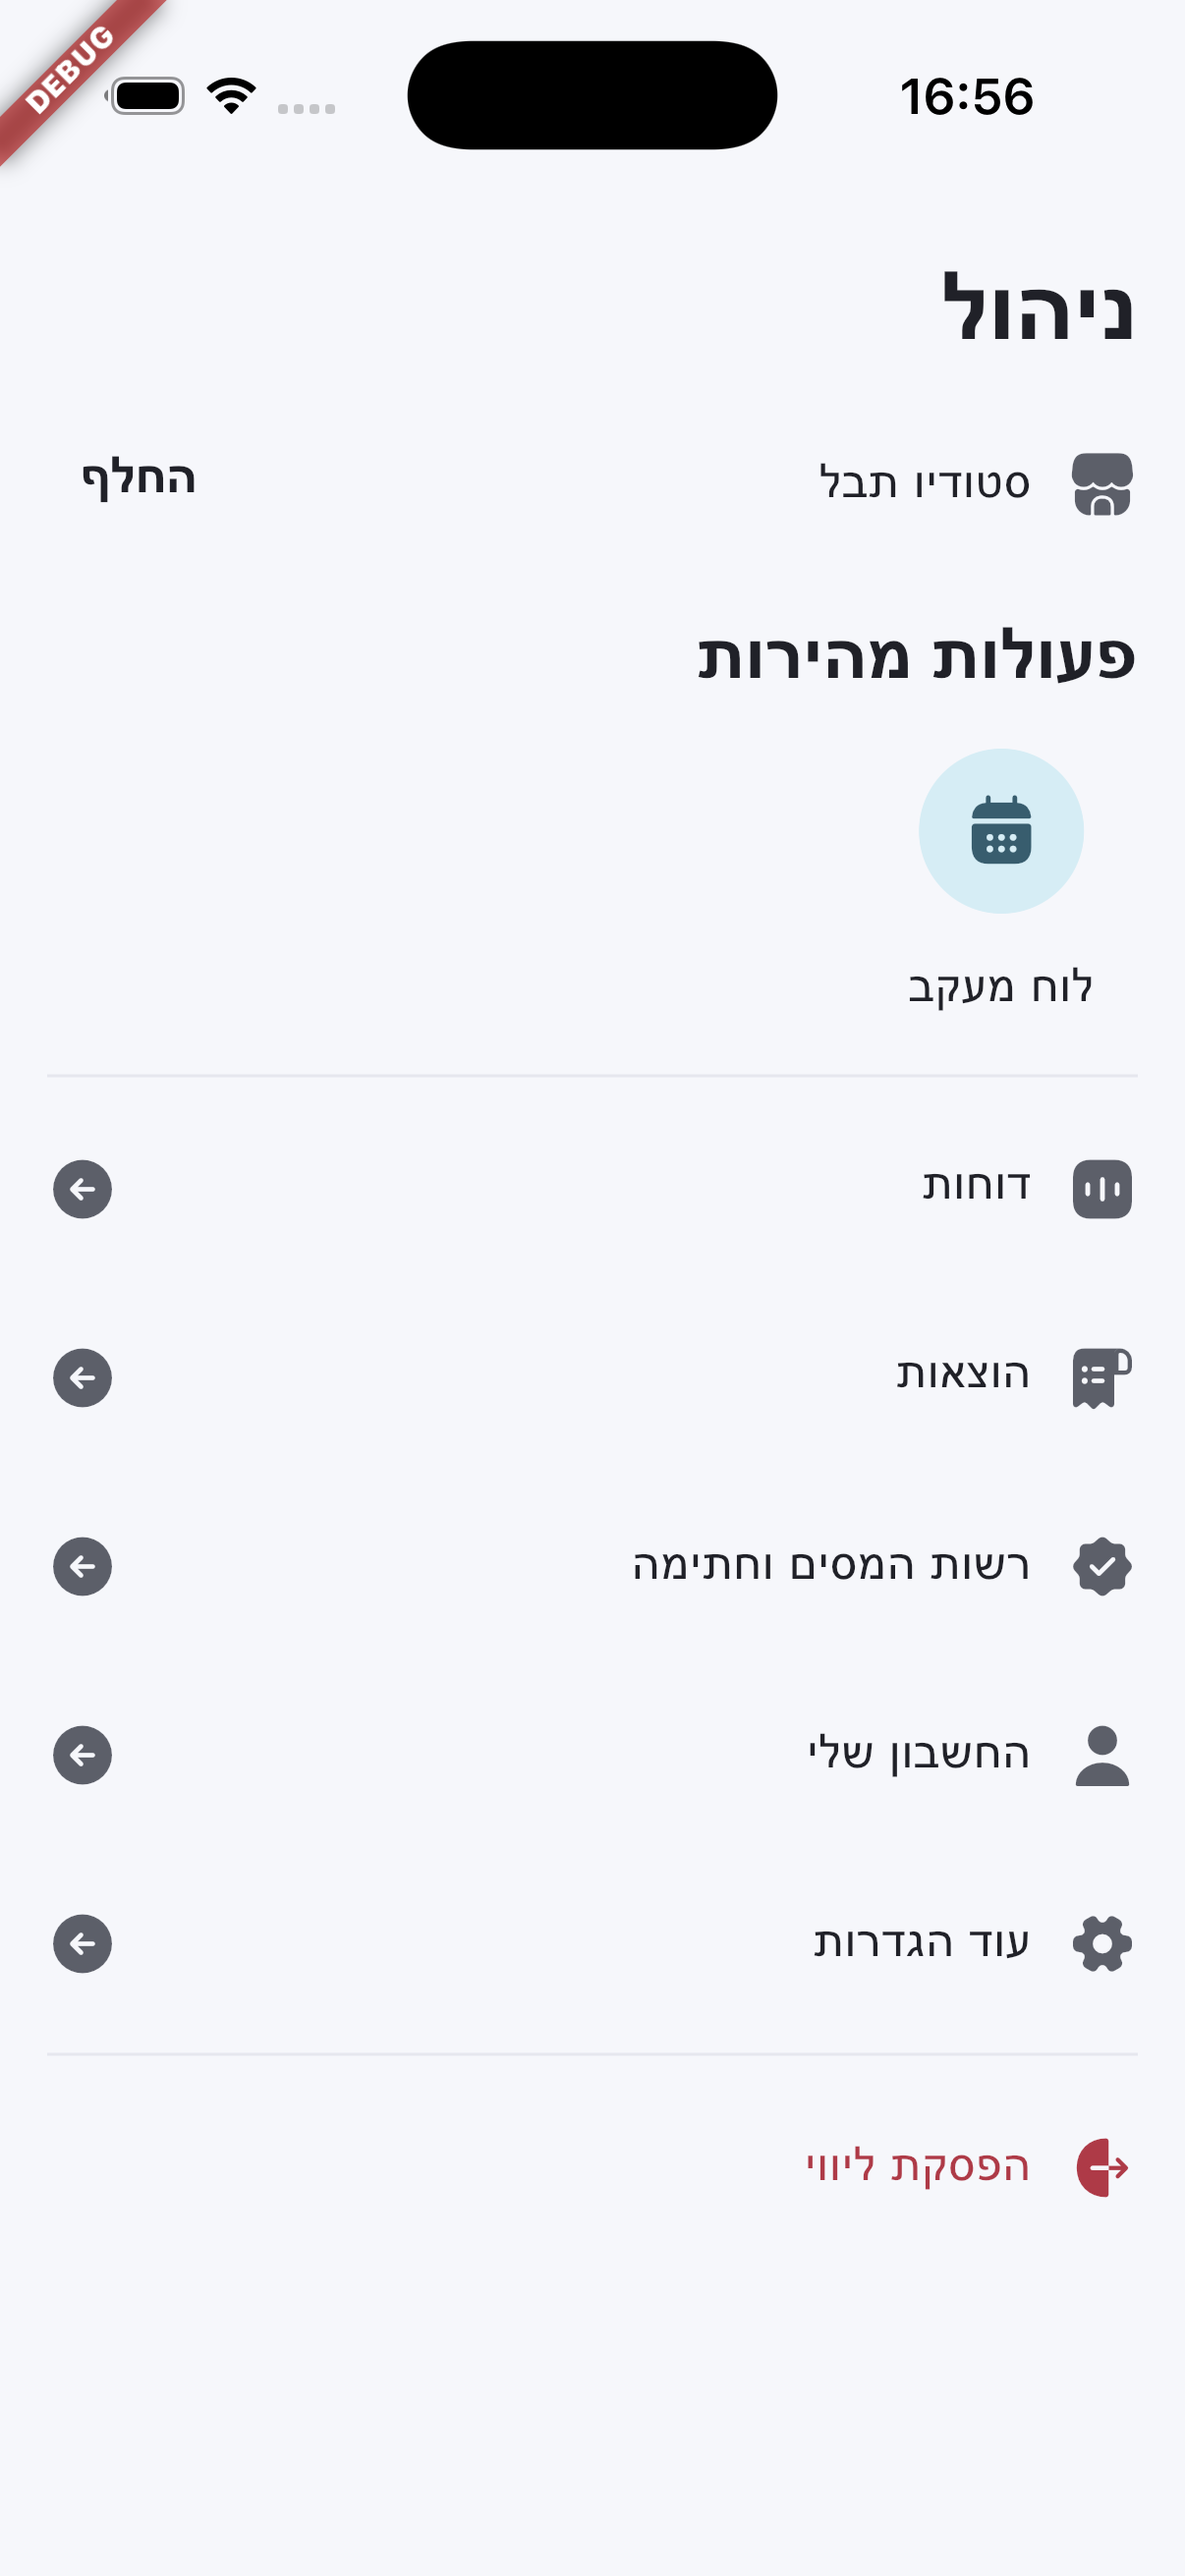 DEBUG
16:56
ניהול
סטודיו תבל
החלף
פעולות מהירות
לוח מעקב
דוחות
הוצאות
רשות המסים וחתימה
החשבון שלי
עוד הגדרות
הפסקת ליווי